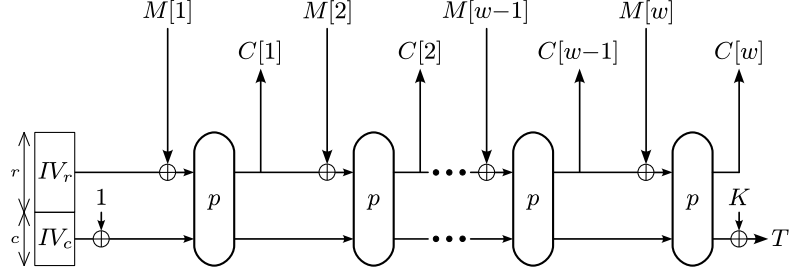 M[1] M[2] M[w−1] M[w]
C[1] C[2] C[w−1] C[w]
r IV_r p p p p
1 K
c IV_c T